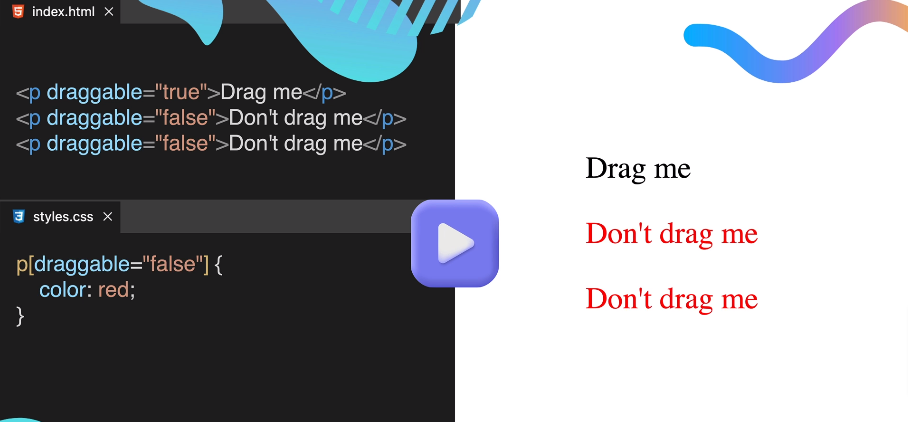 index.html ×
<p draggable="true">Drag me</p>
<p draggable="false">Don't drag me</p>
<p draggable="false">Don't drag me</p>
styles.css ×
p[draggable="false"] {
    color: red;
}
Drag me
Don't drag me
Don't drag me